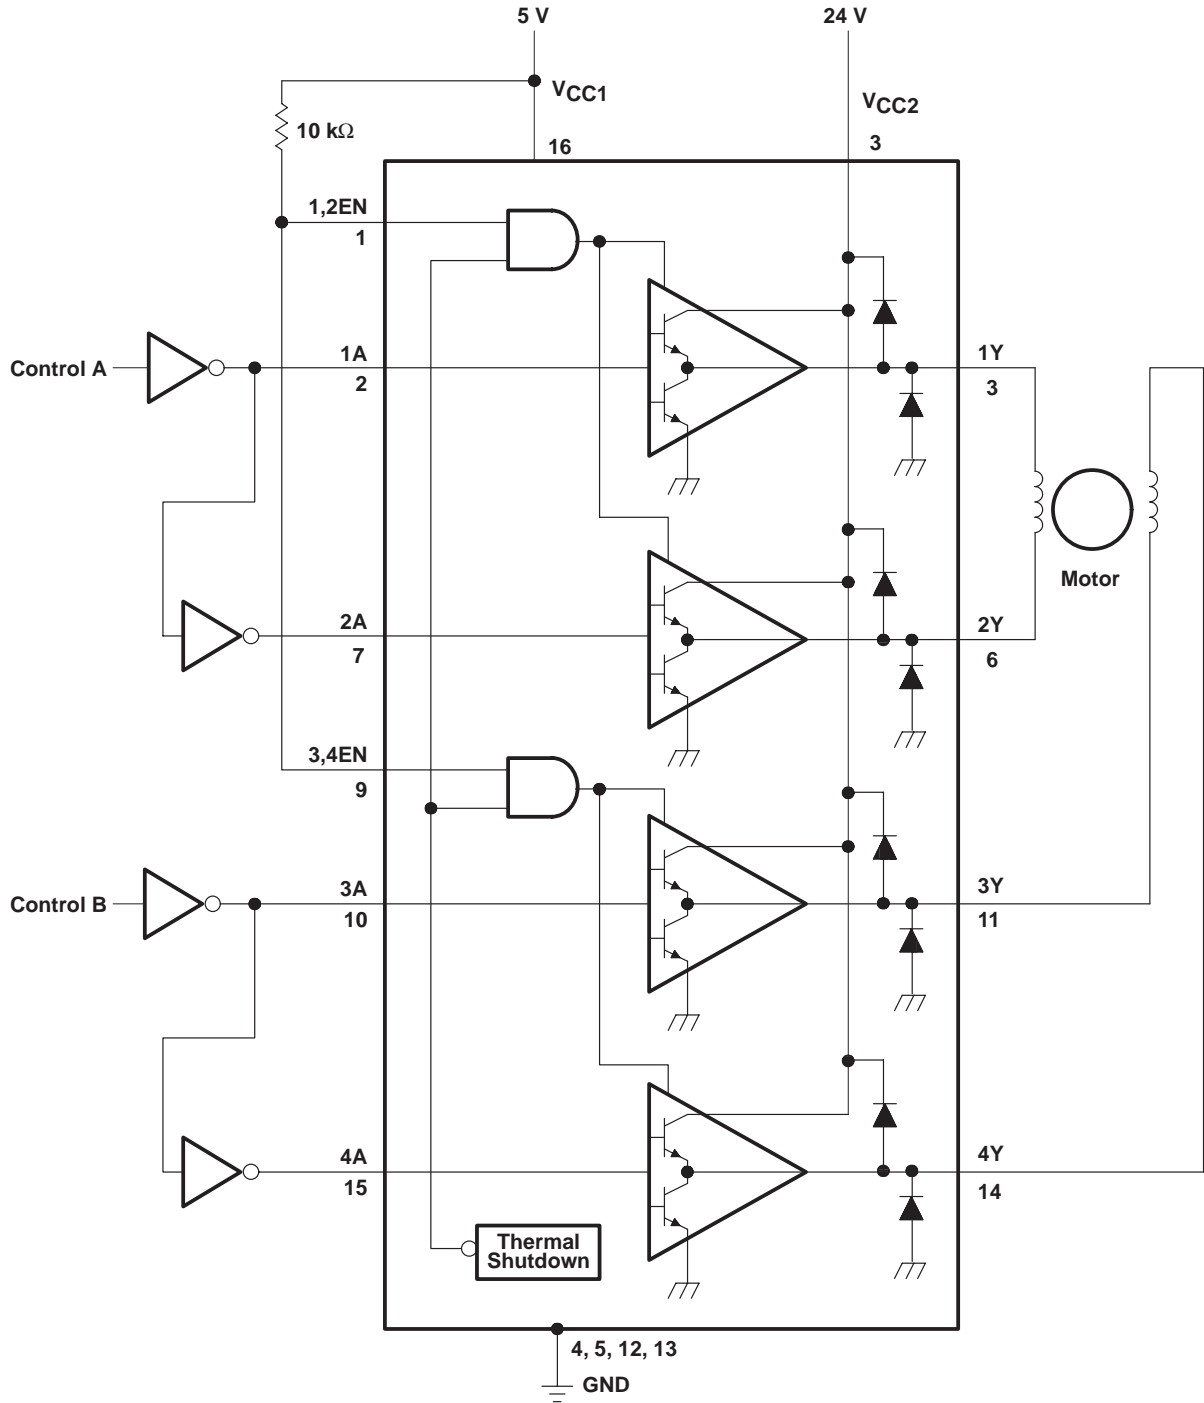 5 V
24 V
VCC1
VCC2
10 kΩ
16
3
1,2EN
1
Control A
1A
2
1Y
3
Motor
2A
7
2Y
6
3,4EN
9
Control B
3A
10
3Y
11
4A
15
4Y
14
Thermal
Shutdown
4, 5, 12, 13
GND